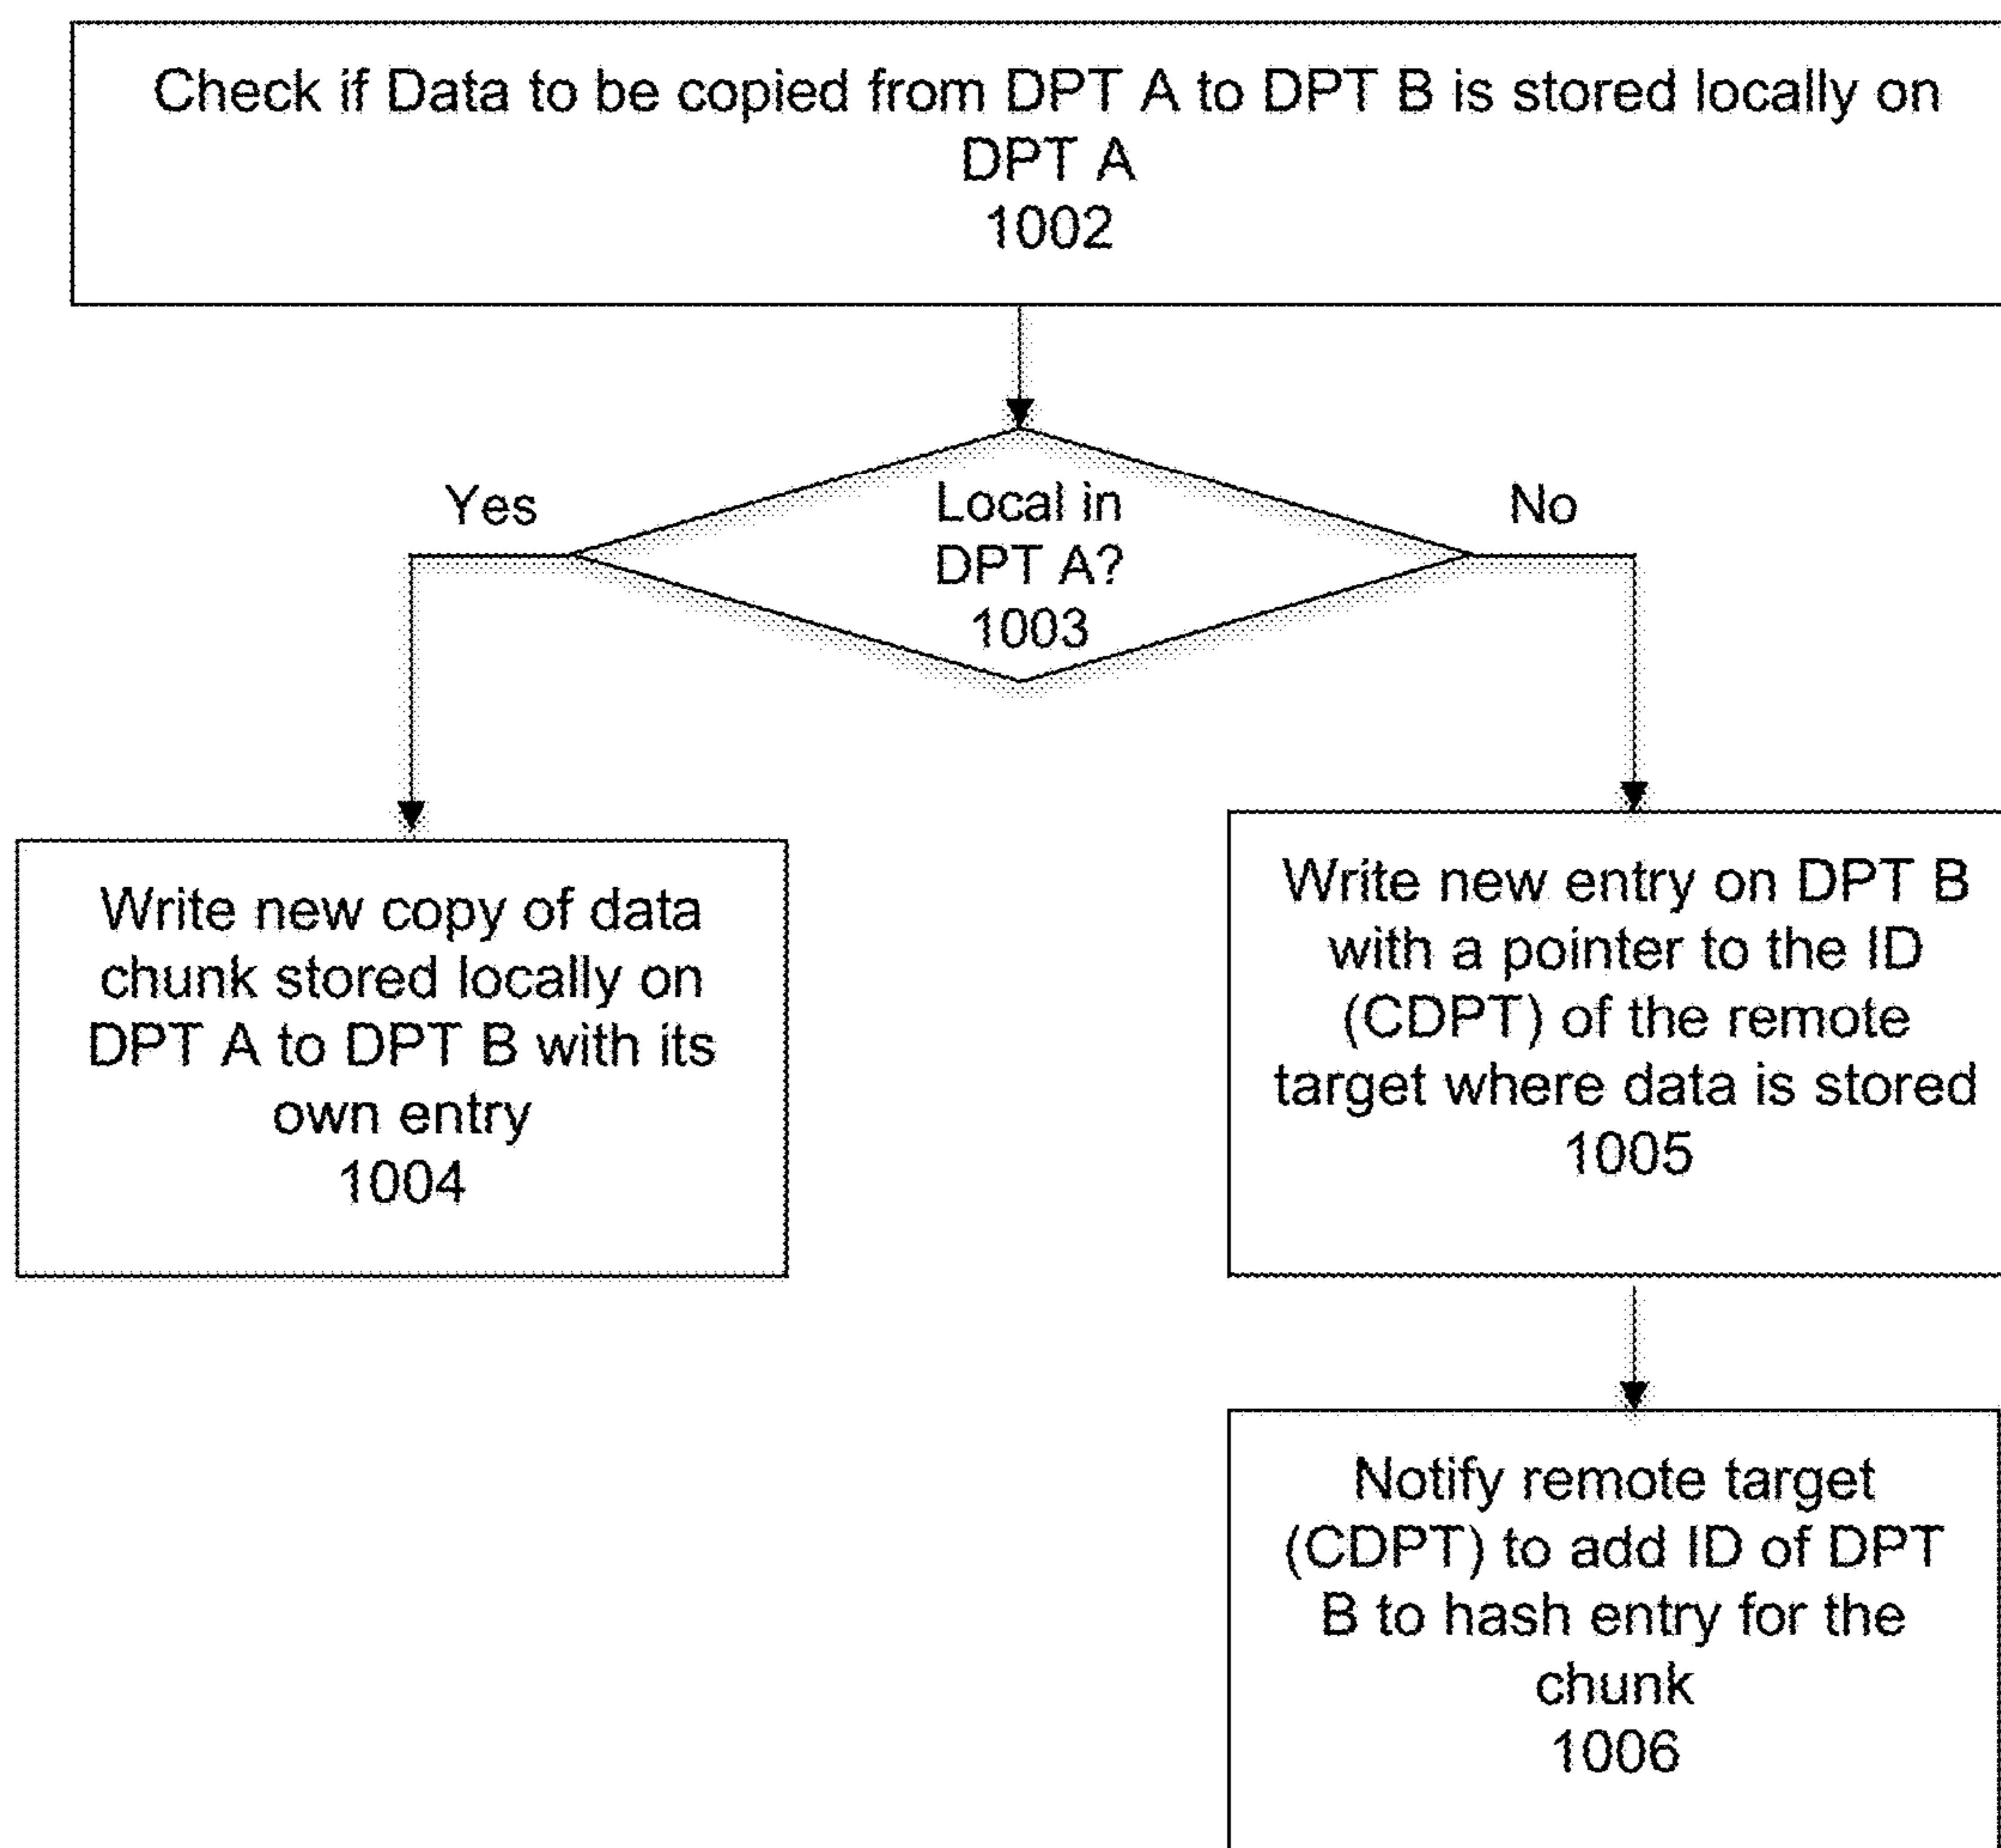 Check if Data to be copied from DPT A to DPT B is stored locally on
DPT A
1002
Yes
No
Local in
DPT A?
1003
Write new copy of data
chunk stored locally on
DPT A to DPT B with its
own entry
1004
Write new entry on DPT B
with a pointer to the ID
(CDPT) of the remote
target where data is stored
1005
Notify remote target
(CDPT) to add ID of DPT
B to hash entry for the
chunk
1006